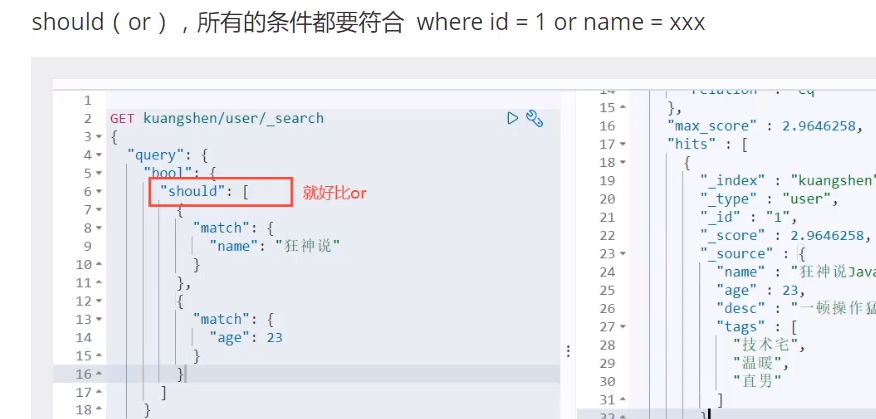 should（or），所有的条件都要符合 where id = 1 or name = xxx
1
2 GET kuangshen/user/_search
3 {
4 "query": {
5 "bool": {
6 "should": [ 就好比or
7 {
8 "match": {
9 "name": "狂神说"
10 }
11 },
12 {
13 "match": {
14 "age": 23
15 }
16 }
17 ]
18 }
14 "relation" : "eq"
15 },
16 "max_score" : 2.9646258,
17 "hits" : [
18 {
19 "_index" : "kuangshen"
20 "_type" : "user",
21 "_id" : "1",
22 "_score" : 2.9646258,
23 "_source" : {
24 "name" : "狂神说Java
25 "age" : 23,
26 "desc" : "一顿操作猛
27 "tags" : [
28 "技术宅",
29 "温暖",
30 "直男"
31 ]
32 }